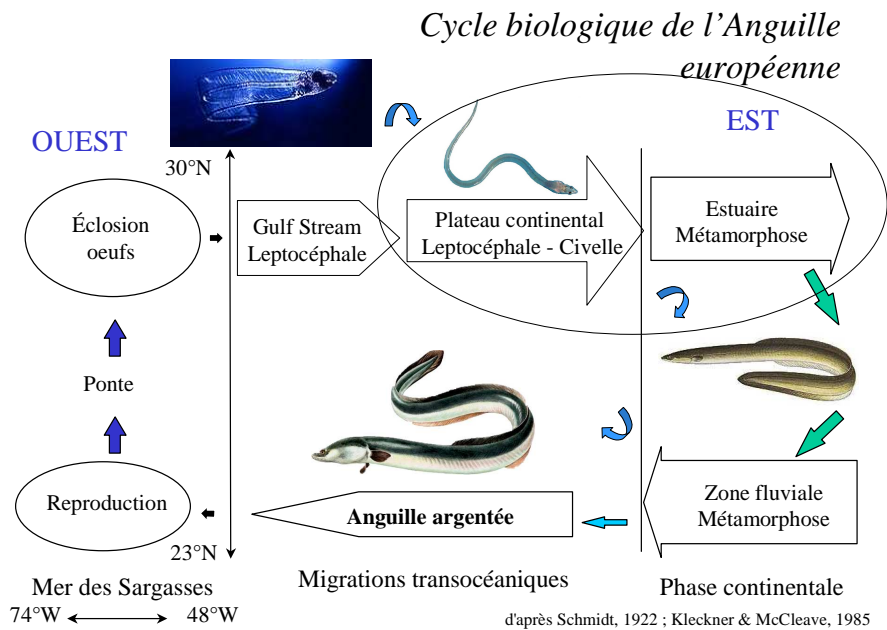 Cycle biologique de l'Anguille
européenne
OUEST
EST
30°N
Éclosion
oeufs
Gulf Stream
Leptocéphale
Plateau continental
Leptocéphale - Civelle
Estuaire
Métamorphose
Ponte
Reproduction
Anguille argentée
Zone fluviale
Métamorphose
23°N
Mer des Sargasses
Migrations transocéaniques
Phase continentale
74°W
48°W
d'après Schmidt, 1922 ; Kleckner & McCleave, 1985